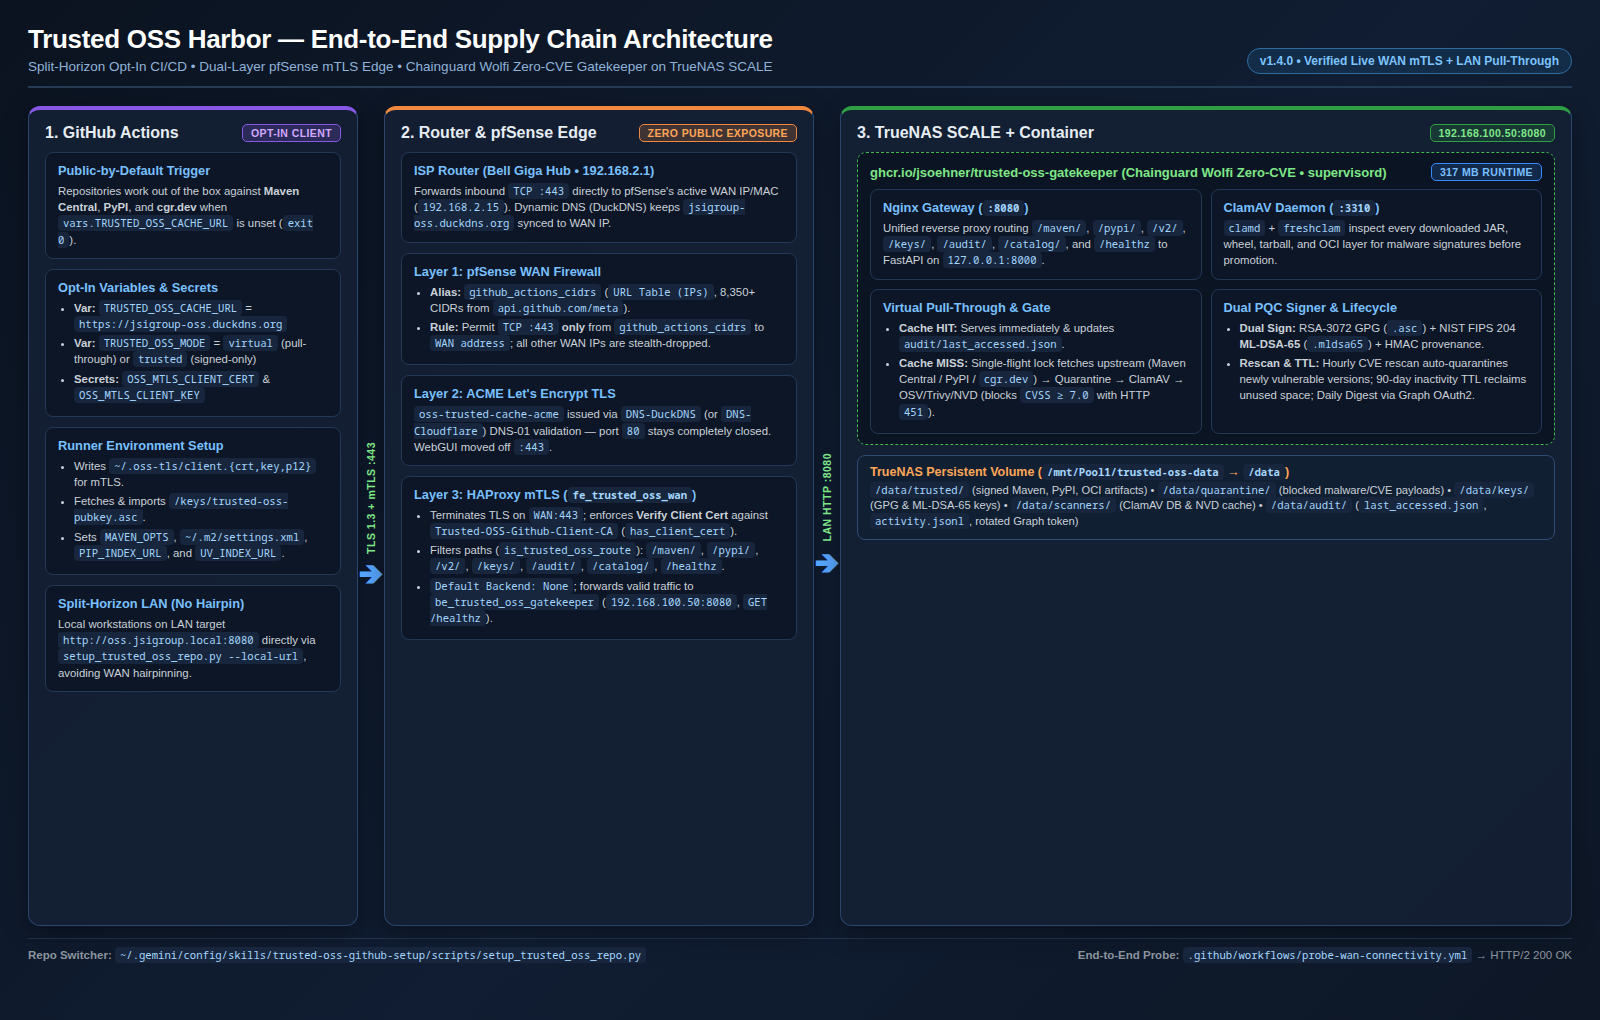 Trusted OSS Harbor — End-to-End Supply Chain Architecture
Split-Horizon Opt-In CI/CD • Dual-Layer pfSense mTLS Edge • Chainguard Wolfi Zero-CVE Gatekeeper on TrueNAS SCALE
v1.4.0 • Verified Live WAN mTLS + LAN Pull-Through
1. GitHub Actions
OPT-IN CLIENT
Public-by-Default Trigger
Repositories work out of the box against Maven
Central, PyPI, and cgr.dev when
vars.TRUSTED_OSS_CACHE_URL is unset (exit
0).
Opt-In Variables & Secrets
• Var: TRUSTED_OSS_CACHE_URL =
https://jsigroup-oss.duckdns.org
• Var: TRUSTED_OSS_MODE = virtual (pull-
through) or trusted (signed-only)
• Secrets: OSS_MTLS_CLIENT_CERT &
OSS_MTLS_CLIENT_KEY
Runner Environment Setup
• Writes ~/.oss-tls/client.{crt,key,p12}
for mTLS.
• Fetches & imports /keys/trusted-oss-
pubkey.asc.
• Sets MAVEN_OPTS, ~/.m2/settings.xml,
PIP_INDEX_URL, and UV_INDEX_URL.
Split-Horizon LAN (No Hairpin)
Local workstations on LAN target
http://oss.jsigroup.local:8080 directly via
setup_trusted_oss_repo.py --local-url,
avoiding WAN hairpinning.
TLS 1.3 + mTLS :443
➔
2. Router & pfSense Edge
ZERO PUBLIC EXPOSURE
ISP Router (Bell Giga Hub • 192.168.2.1)
Forwards inbound TCP :443 directly to pfSense's active WAN IP/MAC
(192.168.2.15). Dynamic DNS (DuckDNS) keeps jsigroup-
oss.duckdns.org synced to WAN IP.
Layer 1: pfSense WAN Firewall
• Alias: github_actions_cidrs (URL Table (IPs), 8,350+
CIDRs from api.github.com/meta).
• Rule: Permit TCP :443 only from github_actions_cidrs to
WAN address; all other WAN IPs are stealth-dropped.
Layer 2: ACME Let's Encrypt TLS
oss-trusted-cache-acme issued via DNS-DuckDNS (or DNS-
Cloudflare) DNS-01 validation — port 80 stays completely closed.
WebGUI moved off :443.
Layer 3: HAProxy mTLS (fe_trusted_oss_wan)
• Terminates TLS on WAN:443; enforces Verify Client Cert against
Trusted-OSS-Github-Client-CA (has_client_cert).
• Filters paths (is_trusted_oss_route): /maven/, /pypi/,
/v2/, /keys/, /audit/, /catalog/, /healthz.
• Default Backend: None; forwards valid traffic to
be_trusted_oss_gatekeeper (192.168.100.50:8080, GET
/healthz).
LAN HTTP :8080
➔
3. TrueNAS SCALE + Container
192.168.100.50:8080
ghcr.io/jsoehner/trusted-oss-gatekeeper (Chainguard Wolfi Zero-CVE • supervisord)
317 MB RUNTIME
Nginx Gateway (:8080)
Unified reverse proxy routing /maven/, /pypi/, /v2/,
/keys/, /audit/, /catalog/, and /healthz to
FastAPI on 127.0.0.1:8000.
ClamAV Daemon (:3310)
clamd + freshclam inspect every downloaded JAR,
wheel, tarball, and OCI layer for malware signatures before
promotion.
Virtual Pull-Through & Gate
• Cache HIT: Serves immediately & updates
audit/last_accessed.json.
• Cache MISS: Single-flight lock fetches upstream (Maven
Central / PyPI / cgr.dev) → Quarantine → ClamAV →
OSV/Trivy/NVD (blocks CVSS ≥ 7.0 with HTTP
451).
Dual PQC Signer & Lifecycle
• Dual Sign: RSA-3072 GPG (.asc) + NIST FIPS 204
ML-DSA-65 (.mldsa65) + HMAC provenance.
• Rescan & TTL: Hourly CVE rescan auto-quarantines
newly vulnerable versions; 90-day inactivity TTL reclaims
unused space; Daily Digest via Graph OAuth2.
TrueNAS Persistent Volume (/mnt/Pool1/trusted-oss-data → /data)
/data/trusted/ (signed Maven, PyPI, OCI artifacts) • /data/quarantine/ (blocked malware/CVE payloads) • /data/keys/
(GPG & ML-DSA-65 keys) • /data/scanners/ (ClamAV DB & NVD cache) • /data/audit/ (last_accessed.json,
activity.jsonl, rotated Graph token)
Repo Switcher: ~/.gemini/config/skills/trusted-oss-github-setup/scripts/setup_trusted_oss_repo.py
End-to-End Probe: .github/workflows/probe-wan-connectivity.yml → HTTP/2 200 OK